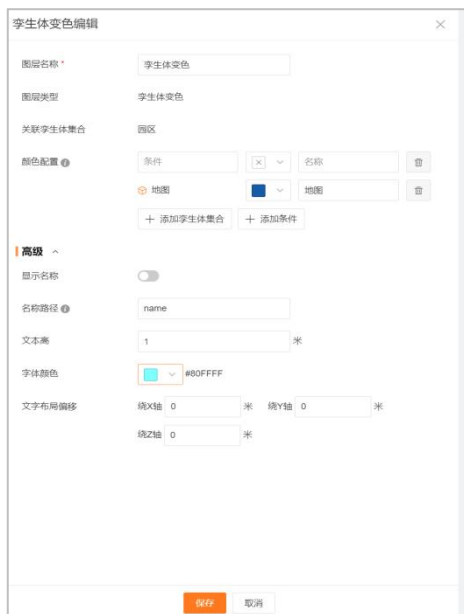 孪生体变色编辑
图层名称 * 孪生体变色
图层类型 孪生体变色
关联孪生体集合 园区
颜色配置 条件 名称
地图 地图
+ 添加孪生体集合 + 添加条件
高级
显示名称
名称路径 name
文本高 1 米
字体颜色 #80FFFF
文字布局偏移 绕X轴 0 米 绕Y轴 0 米
绕Z轴 0 米
保存 取消